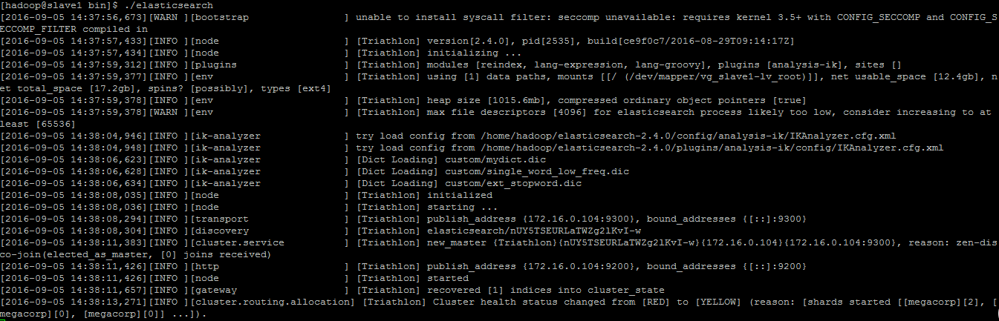 [hadoop@slave1 bin]$ ./elasticsearch
[2016-09-05 14:37:56,673][WARN ][bootstrap                ] unable to install syscall filter: seccomp unavailable: requires kernel 3.5+ with CONFIG_SECCOMP and CONFIG_S
ECCOMP_FILTER compiled in
[2016-09-05 14:37:57,433][INFO ][node                     ] [Triathlon] version[2.4.0], pid[2535], build[ce9f0c7/2016-08-29T09:14:17Z]
[2016-09-05 14:37:57,434][INFO ][node                     ] [Triathlon] initializing ...
[2016-09-05 14:37:59,312][INFO ][plugins                  ] [Triathlon] modules [reindex, lang-expression, lang-groovy], plugins [analysis-ik], sites []
[2016-09-05 14:37:59,377][INFO ][env                      ] [Triathlon] using [1] data paths, mounts [[/ (/dev/mapper/vg_slave1-lv_root)]], net usable_space [12.4gb], n
et total_space [17.2gb], spins? [possibly], types [ext4]
[2016-09-05 14:37:59,378][INFO ][env                      ] [Triathlon] heap size [1015.6mb], compressed ordinary object pointers [true]
[2016-09-05 14:37:59,378][WARN ][env                      ] [Triathlon] max file descriptors [4096] for elasticsearch process likely too low, consider increasing to at 
least [65536]
[2016-09-05 14:38:04,946][INFO ][ik-analyzer              ] try load config from /home/hadoop/elasticsearch-2.4.0/config/analysis-ik/IKAnalyzer.cfg.xml
[2016-09-05 14:38:04,948][INFO ][ik-analyzer              ] try load config from /home/hadoop/elasticsearch-2.4.0/plugins/analysis-ik/config/IKAnalyzer.cfg.xml
[2016-09-05 14:38:06,623][INFO ][ik-analyzer              ] [Dict Loading] custom/mydict.dic
[2016-09-05 14:38:06,628][INFO ][ik-analyzer              ] [Dict Loading] custom/single_word_low_freq.dic
[2016-09-05 14:38:06,634][INFO ][ik-analyzer              ] [Dict Loading] custom/ext_stopword.dic
[2016-09-05 14:38:08,035][INFO ][node                     ] [Triathlon] initialized
[2016-09-05 14:38:08,036][INFO ][node                     ] [Triathlon] starting ...
[2016-09-05 14:38:08,294][INFO ][transport                ] [Triathlon] publish_address {172.16.0.104:9300}, bound_addresses {[::]:9300}
[2016-09-05 14:38:08,304][INFO ][discovery                ] [Triathlon] elasticsearch/nUY5TSEURLaTWZg2lKvI-w
[2016-09-05 14:38:11,383][INFO ][cluster.service          ] [Triathlon] new_master {Triathlon}{nUY5TSEURLaTWZg2lKvI-w}{172.16.0.104}{172.16.0.104:9300}, reason: zen-dis
co-join(elected_as_master, [0] joins received)
[2016-09-05 14:38:11,426][INFO ][http                     ] [Triathlon] publish_address {172.16.0.104:9200}, bound_addresses {[::]:9200}
[2016-09-05 14:38:11,426][INFO ][node                     ] [Triathlon] started
[2016-09-05 14:38:11,657][INFO ][gateway                  ] [Triathlon] recovered [1] indices into cluster_state
[2016-09-05 14:38:13,271][INFO ][cluster.routing.allocation] [Triathlon] Cluster health status changed from [RED] to [YELLOW] (reason: [shards started [[megacorp][2], [
megacorp][0], [megacorp][0]] ...]).